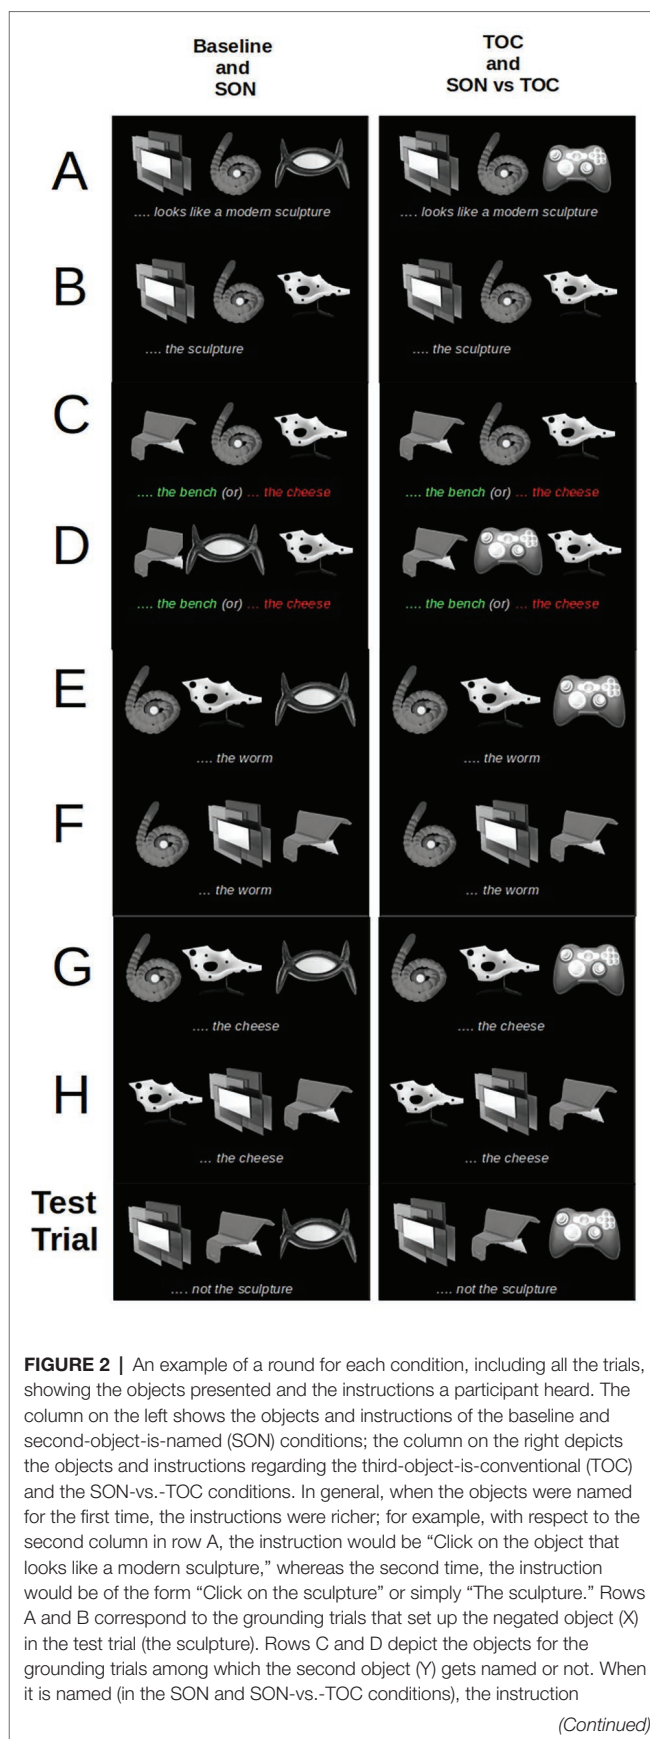 Baseline
and
SON
TOC
and
SON vs TOC
A
.... looks like a modern sculpture
.... looks like a modern sculpture
B
.... the sculpture
.... the sculpture
C
.... the bench (or) ... the cheese
.... the bench (or) ... the cheese
D
.... the bench (or) ... the cheese
.... the bench (or) ... the cheese
E
.... the worm
.... the worm
F
... the worm
... the worm
G
.... the cheese
.... the cheese
H
... the cheese
... the cheese
Test
Trial
.... not the sculpture
.... not the sculpture
FIGURE 2 | An example of a round for each condition, including all the trials,
showing the objects presented and the instructions a participant heard. The
column on the left shows the objects and instructions of the baseline and
second-object-is-named (SON) conditions; the column on the right depicts
the objects and instructions regarding the third-object-is-conventional (TOC)
and the SON-vs.-TOC conditions. In general, when the objects were named
for the first time, the instructions were richer; for example, with respect to the
second column in row A, the instruction would be “Click on the object that
looks like a modern sculpture,” whereas the second time, the instruction
would be of the form “Click on the sculpture” or simply “The sculpture.” Rows
A and B correspond to the grounding trials that set up the negated object (X)
in the test trial (the sculpture). Rows C and D depict the objects for the
grounding trials among which the second object (Y) gets named or not. When
it is named (in the SON and SON-vs.-TOC conditions), the instruction
(Continued)